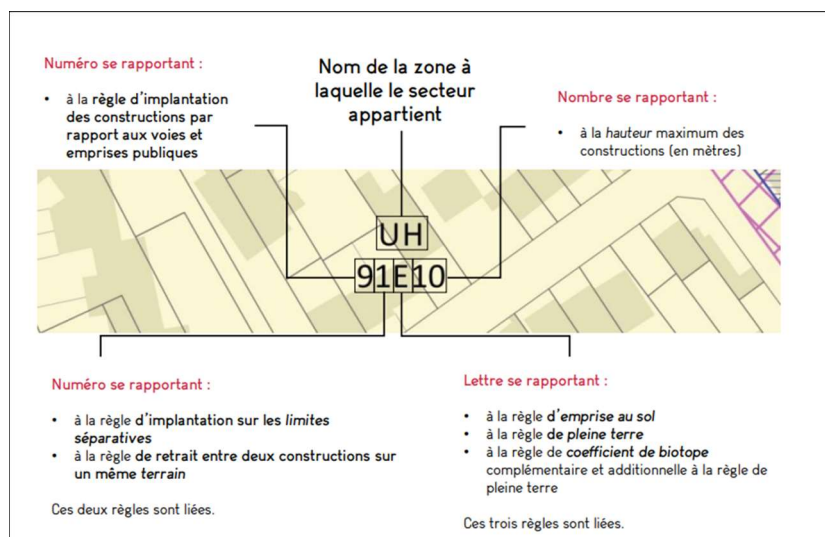 Numéro se rapportant :
• à la règle d'implantation
des constructions par
rapport aux voies et
emprises publiques
Nom de la zone à
laquelle le secteur
appartient
Nombre se rapportant :
• à la hauteur maximum des
constructions (en mètres)
UH
91E10
Numéro se rapportant :
• à la règle d'implantation sur les limites
séparatives
• à la règle de retrait entre deux constructions sur
un même terrain
Ces deux règles sont liées.
Lettre se rapportant :
• à la règle d'emprise au sol
• à la règle de pleine terre
• à la règle de coefficient de biotope
complémentaire et additionnelle à la règle de
pleine terre
Ces trois règles sont liées.